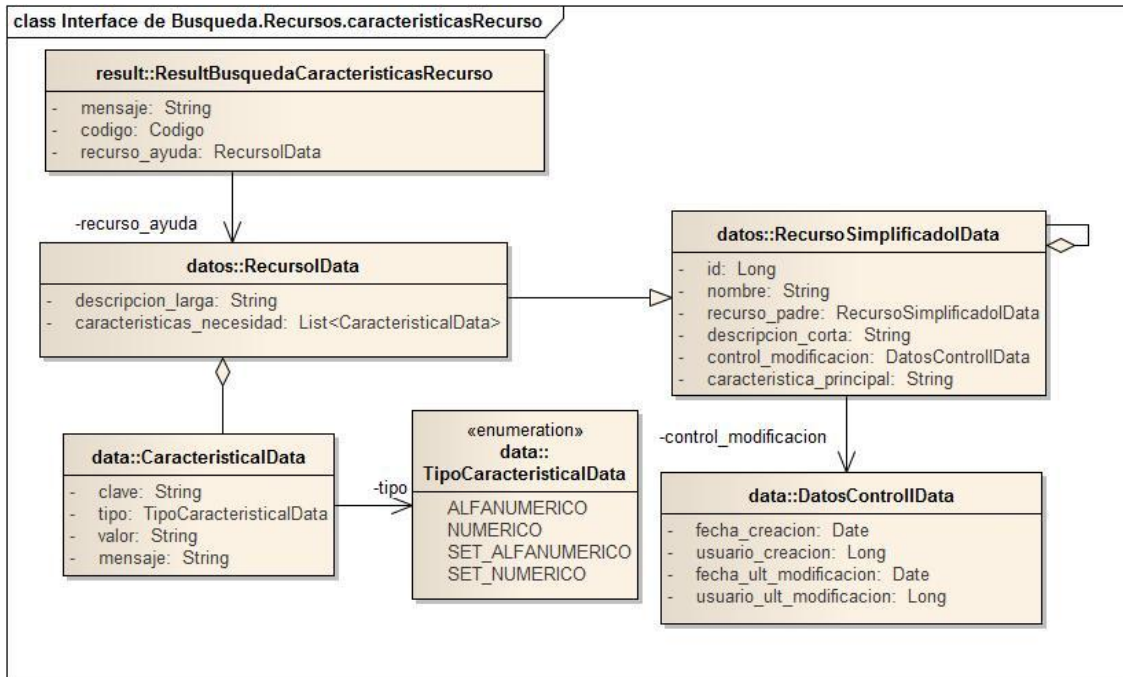 class Interface de Busqueda.Recursos.caracteristicasRecurso
result::ResultBusquedaCaracteristicasRecurso
- mensaje: String
- codigo: Codigo
- recurso_ayuda: RecursoIData
-recurso_ayuda
datos::RecursoIData
- descripcion_larga: String
- caracteristicas_necesidad: List<CaracteristicaIData>
datos::RecursoSimplificadoIData
- id: Long
- nombre: String
- recurso_padre: RecursoSimplificadoIData
- descripcion_corta: String
- control_modificacion: DatosControlIData
- caracteristica_principal: String
-control_modificacion
data::CaracteristicaIData
- clave: String
- tipo: TipoCaracteristicaIData
- valor: String
- mensaje: String
-tipo
«enumeration»
data::
TipoCaracteristicaIData
ALFANUMERICO
NUMERICO
SET_ALFANUMERICO
SET_NUMERICO
data::DatosControlIData
- fecha_creacion: Date
- usuario_creacion: Long
- fecha_ult_modificacion: Date
- usuario_ult_modificacion: Long